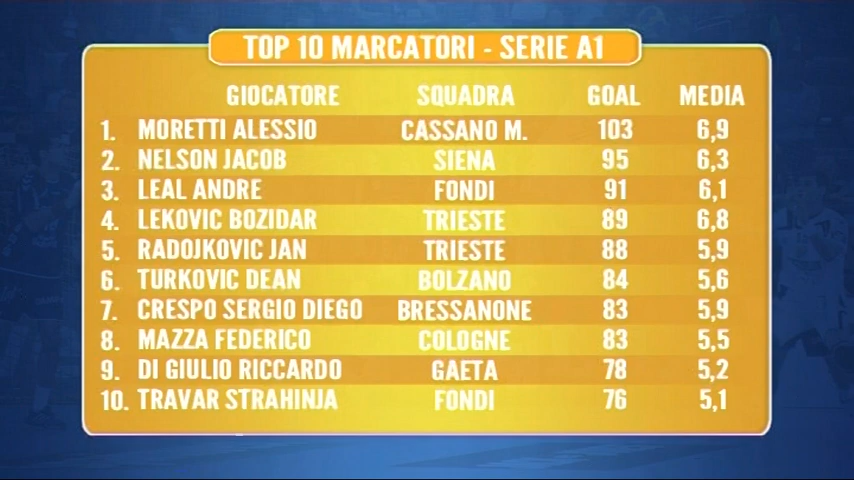 TOP 10 MARCATORI - SERIE A1
GIOCATORE SQUADRA GOAL MEDIA
1. MORETTI ALESSIO CASSANO M. 103 6,9
2. NELSON JACOB SIENA 95 6,3
3. LEAL ANDRE FONDI 91 6,1
4. LEKOVIC BOZIDAR TRIESTE 89 6,8
5. RADOJKOVIC JAN TRIESTE 88 5,9
6. TURKOVIC DEAN BOLZANO 84 5,6
7. CRESPO SERGIO DIEGO BRESSANONE 83 5,9
8. MAZZA FEDERICO COLOGNE 83 5,5
9. DI GIULIO RICCARDO GAETA 78 5,2
10. TRAVAR STRAHINJA FONDI 76 5,1